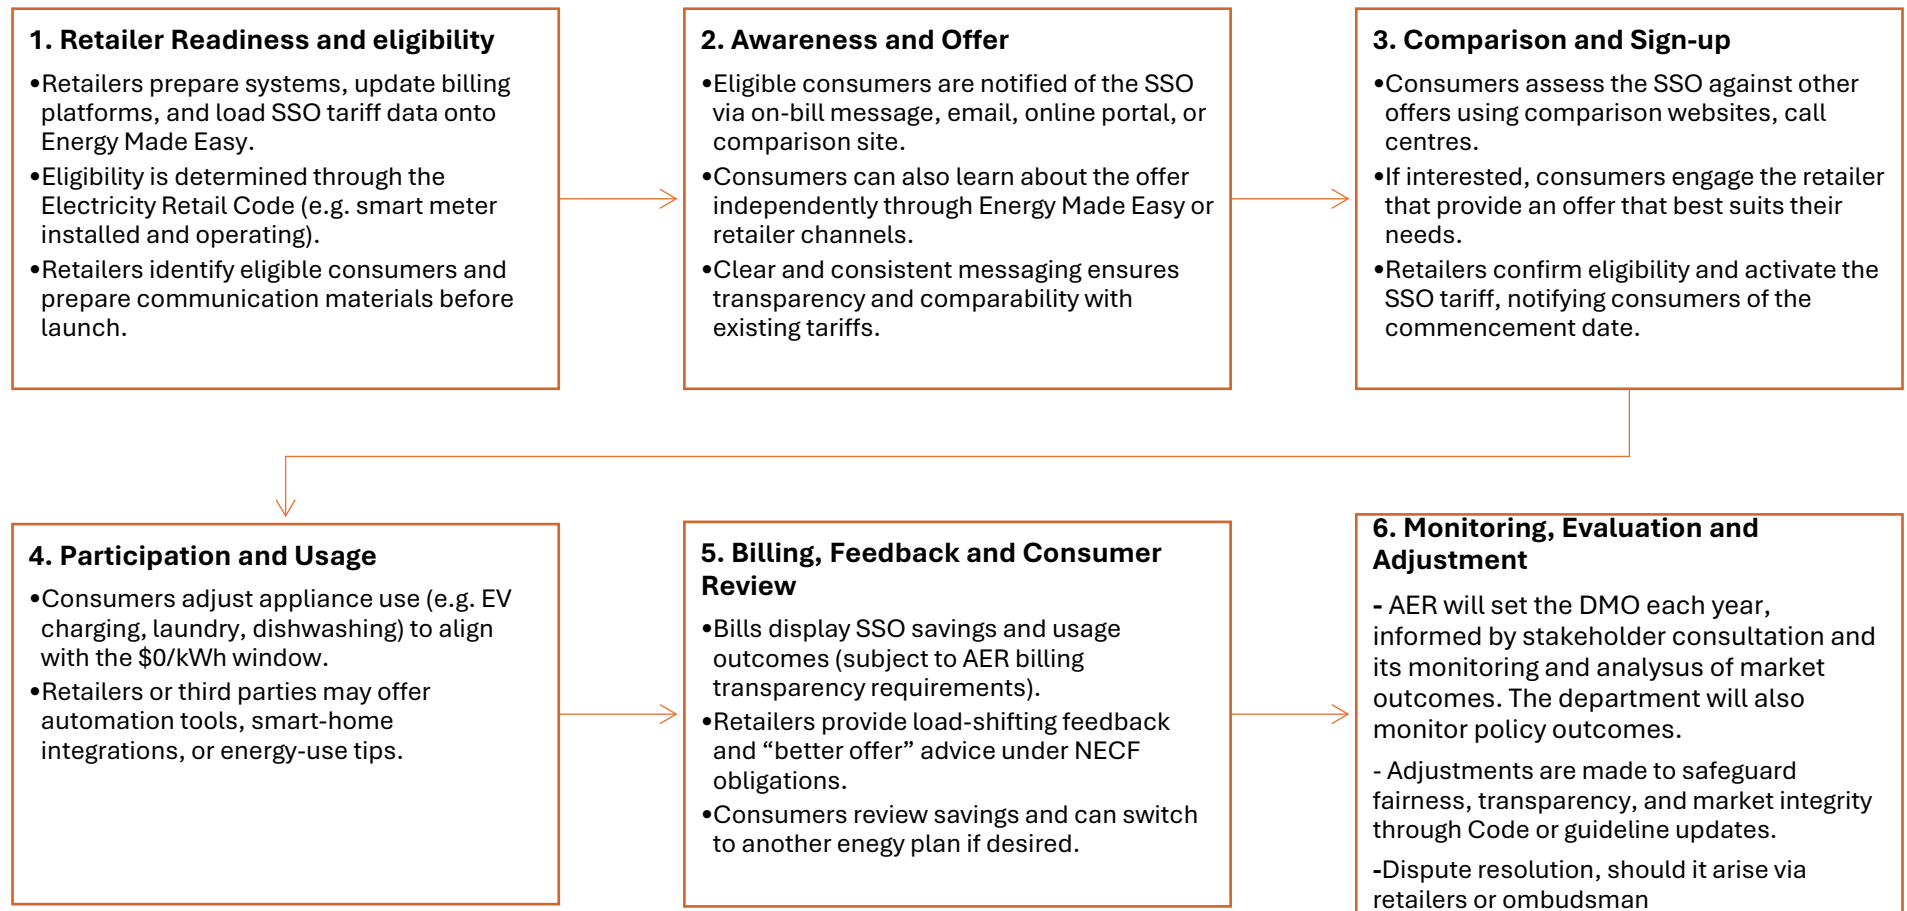 1. Retailer Readiness and eligibility
•Retailers prepare systems, update billing
platforms, and load SSO tariff data onto
Energy Made Easy.
•Eligibility is determined through the
Electricity Retail Code (e.g. smart meter
installed and operating).
•Retailers identify eligible consumers and
prepare communication materials before
launch.
2. Awareness and Offer
•Eligible consumers are notified of the SSO
via on-bill message, email, online portal, or
comparison site.
•Consumers can also learn about the offer
independently through Energy Made Easy or
retailer channels.
•Clear and consistent messaging ensures
transparency and comparability with
existing tariffs.
3. Comparison and Sign-up
•Consumers assess the SSO against other
offers using comparison websites, call
centres.
•If interested, consumers engage the retailer
that provide an offer that best suits their
needs.
•Retailers confirm eligibility and activate the
SSO tariff, notifying consumers of the
commencement date.
4. Participation and Usage
•Consumers adjust appliance use (e.g. EV
charging, laundry, dishwashing) to align
with the $0/kWh window.
•Retailers or third parties may offer
automation tools, smart-home
integrations, or energy-use tips.
5. Billing, Feedback and Consumer
Review
•Bills display SSO savings and usage
outcomes (subject to AER billing
transparency requirements).
•Retailers provide load-shifting feedback
and “better offer” advice under NECF
obligations.
•Consumers review savings and can switch
to another enegy plan if desired.
6. Monitoring, Evaluation and
Adjustment
- AER will set the DMO each year,
informed by stakeholder consultation and
its monitoring and analysus of market
outcomes. The department will also
monitor policy outcomes.
- Adjustments are made to safeguard
fairness, transparency, and market integrity
through Code or guideline updates.
-Dispute resolution, should it arise via
retailers or ombudsman